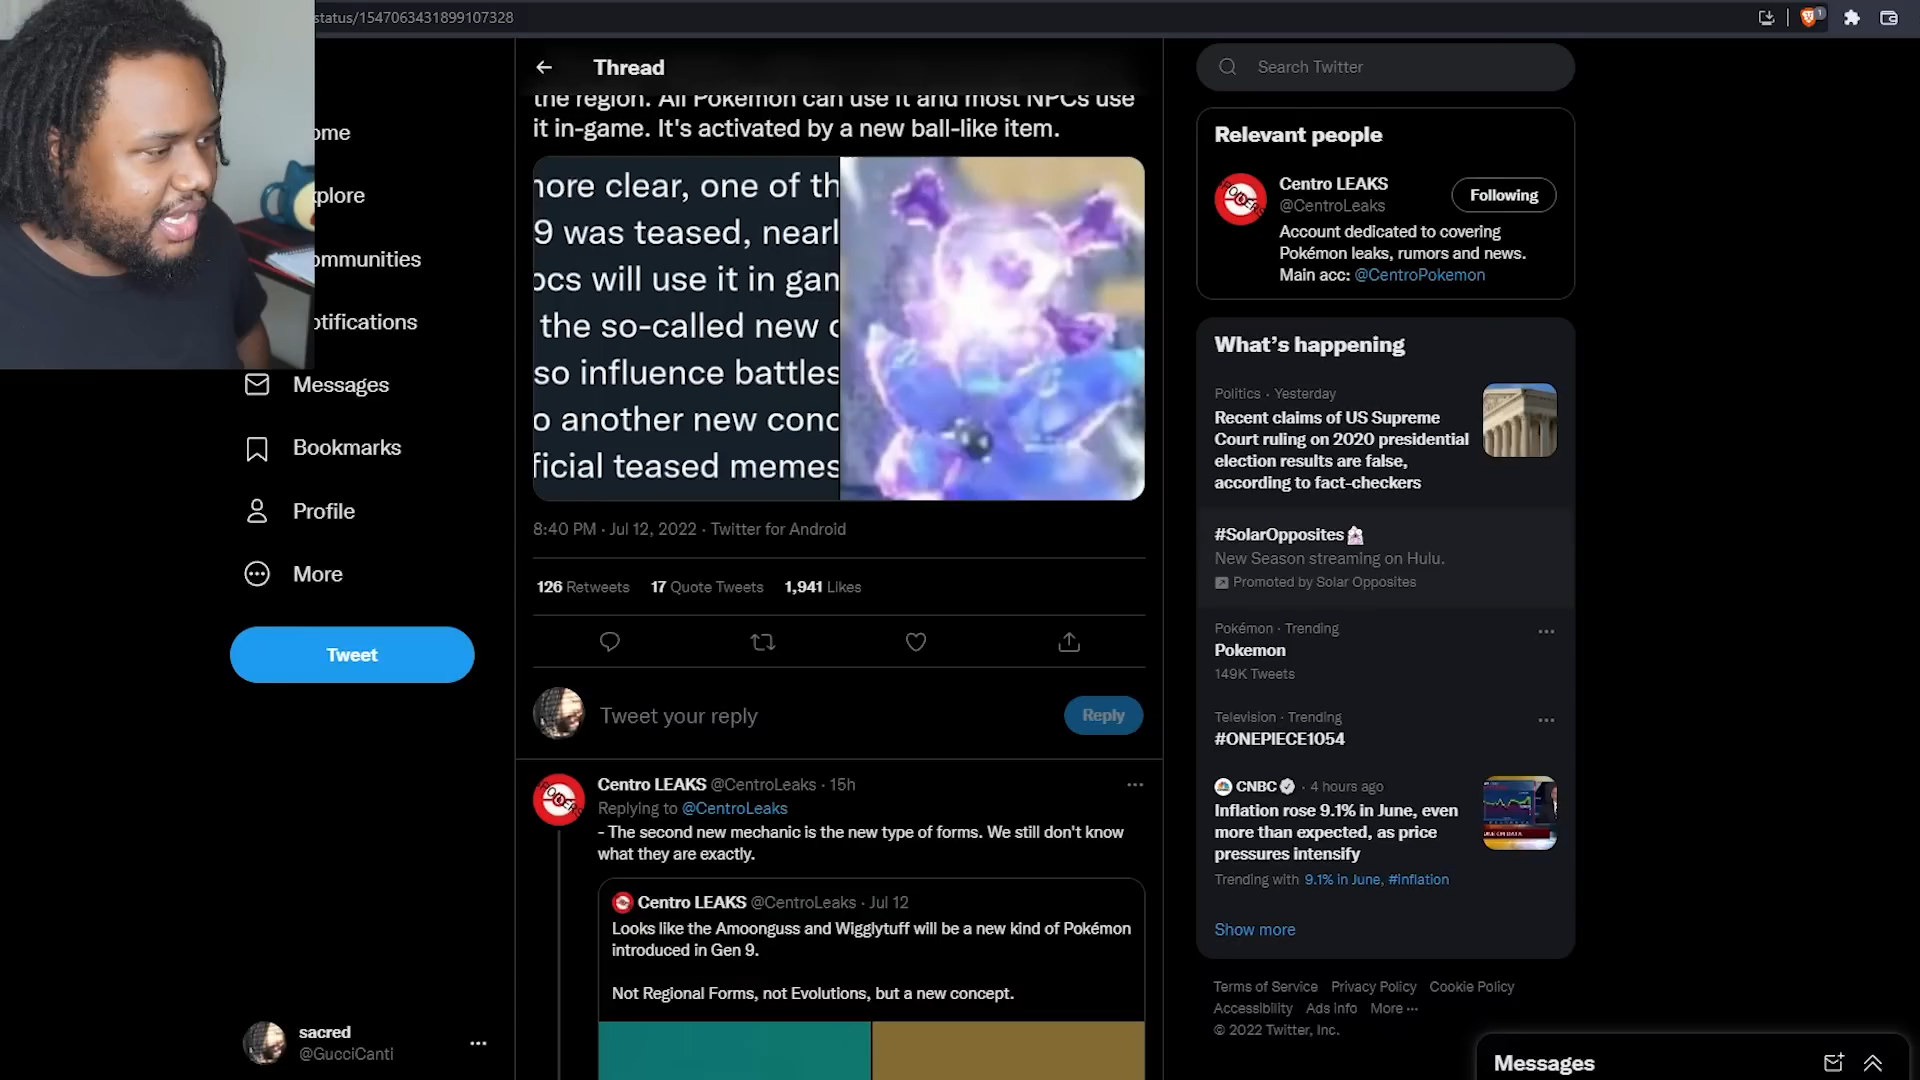 status/1547063431899107328
1
ome
xplore
ommunities
otifications
Messages
Bookmarks
Profile
More
Tweet
sacred
@GucciCanti
Thread
the region. All Pokémon can use it and most NPCs use
it in-game. It's activated by a new ball-like item.
more clear, one of th
9 was teased, nearl
pcs will use it in gam
the so-called new c
so influence battles
o another new conc
ficial teased memes
8:40 PM · Jul 12, 2022 · Twitter for Android
126 Retweets 17 Quote Tweets 1,941 Likes
Tweet your reply
Reply
Centro LEAKS @CentroLeaks · 15h
Replying to @CentroLeaks
- The second new mechanic is the new type of forms. We still don't know
what they are exactly.
Centro LEAKS @CentroLeaks · Jul 12
Looks like the Amoonguss and Wigglytuff will be a new kind of Pokémon
introduced in Gen 9.
Not Regional Forms, not Evolutions, but a new concept.
Search Twitter
Relevant people
Centro LEAKS
@CentroLeaks
Following
Account dedicated to covering
Pokémon leaks, rumors and news.
Main acc: @CentroPokemon
What's happening
Politics · Yesterday
Recent claims of US Supreme
Court ruling on 2020 presidential
election results are false,
according to fact-checkers
#SolarOpposites
New Season streaming on Hulu.
Promoted by Solar Opposites
Pokémon · Trending
Pokemon
149K Tweets
Television · Trending
#ONEPIECE1054
CNBC · 4 hours ago
Inflation rose 9.1% in June, even
more than expected, as price
pressures intensify
Trending with 9.1% in June, #inflation
Show more
Terms of Service Privacy Policy Cookie Policy
Accessibility Ads info More ···
© 2022 Twitter, Inc.
Messages